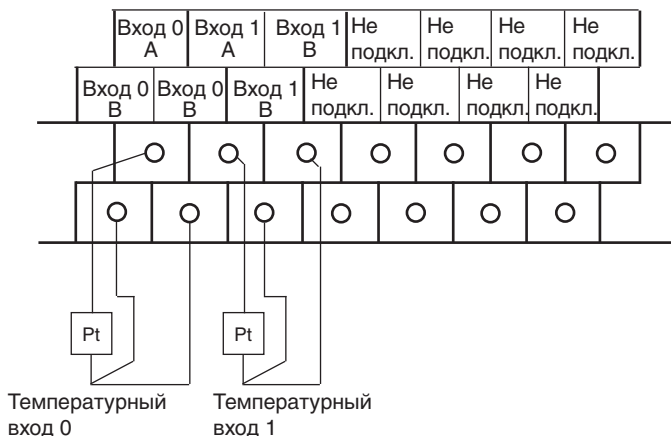 Вход 0 Вход 1 Вход 1 Не Не Не Не
А А В подкл. подкл. подкл. подкл.
Вход 0 Вход 0 Вход 1 Не Не Не Не
В В В подкл. подкл. подкл. подкл.
Pt Pt
Температурный Температурный
вход 0 вход 1